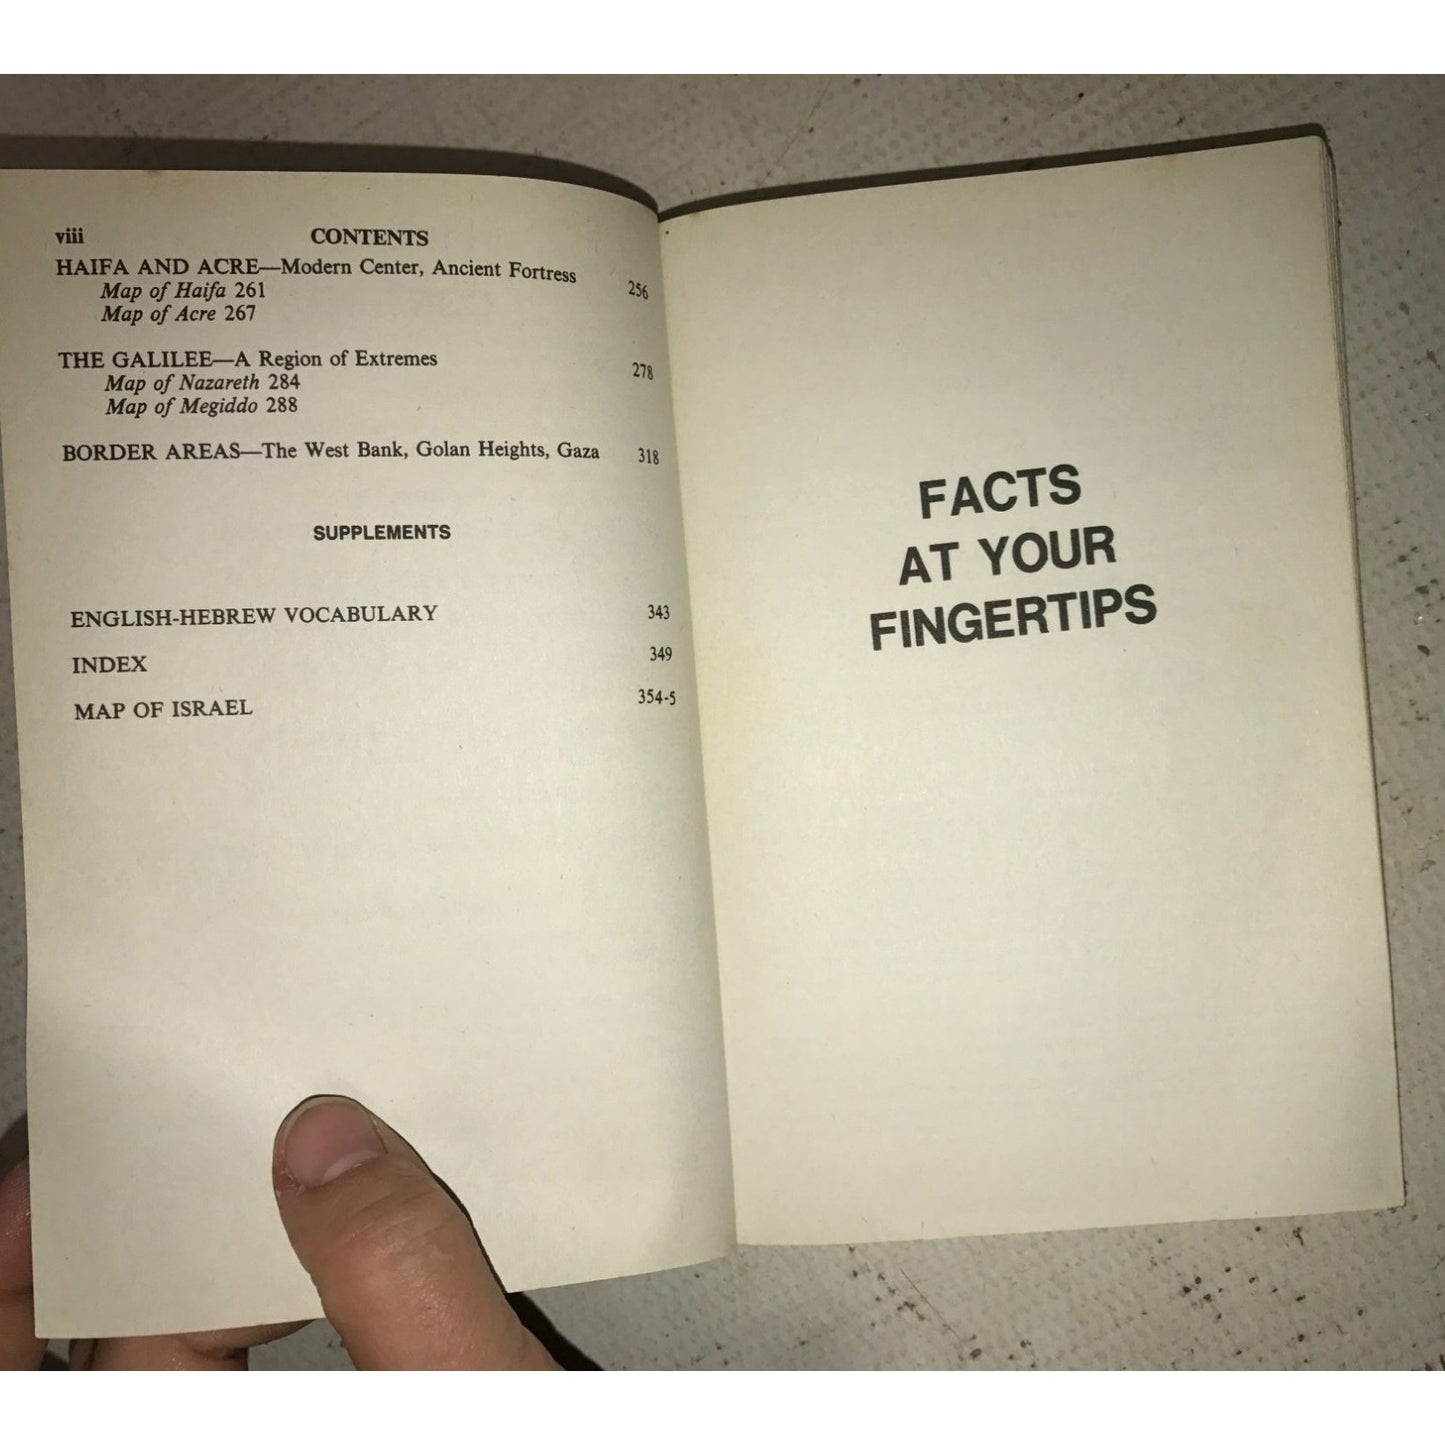 viii CONTENTS
HAIFA AND ACRE—Modern Center, Ancient Fortress 256
Map of Haifa 261
Map of Acre 267
THE GALILEE—A Region of Extremes 278
Map of Nazareth 284
Map of Megiddo 288
BORDER AREAS—The West Bank, Golan Heights, Gaza 318
SUPPLEMENTS
ENGLISH-HEBREW VOCABULARY 343
INDEX 349
MAP OF ISRAEL 354-5
FACTS
AT YOUR
FINGERTIPS